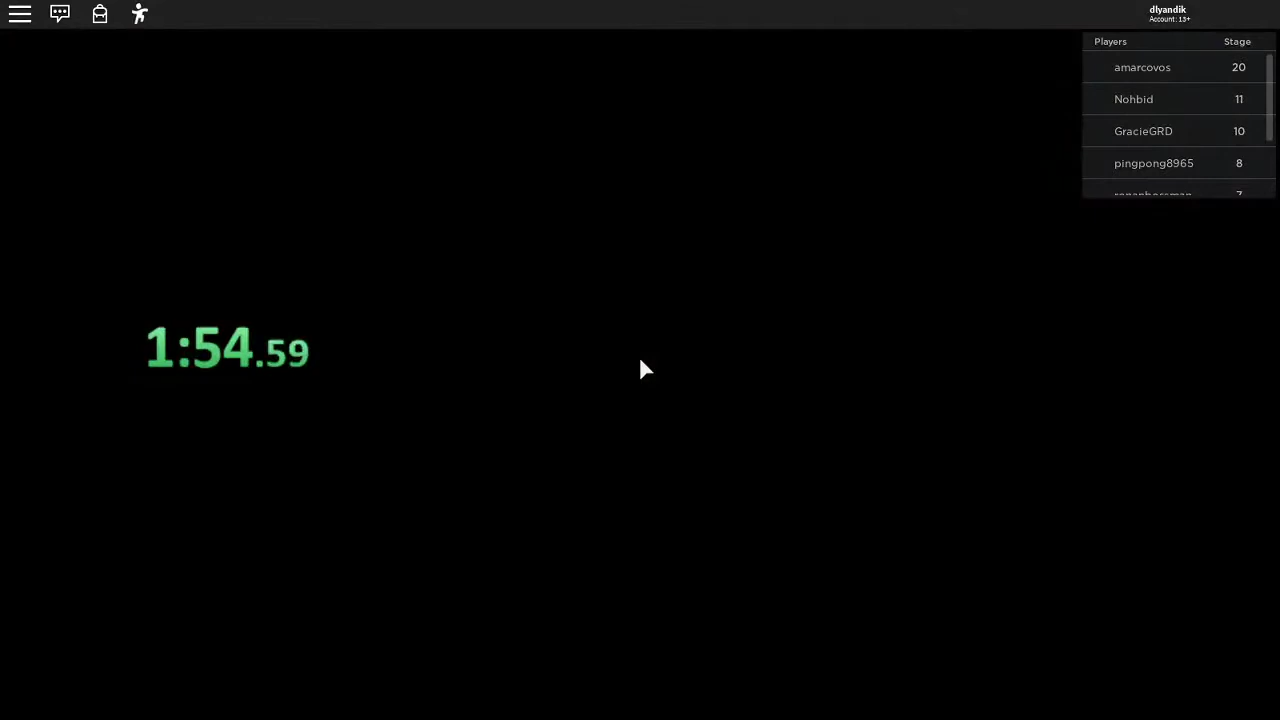 dlyandik
Account: 13+
Players Stage
amarcovos 20
Nohbid 11
GracieGRD 10
pingpong8965 8
1:54.59